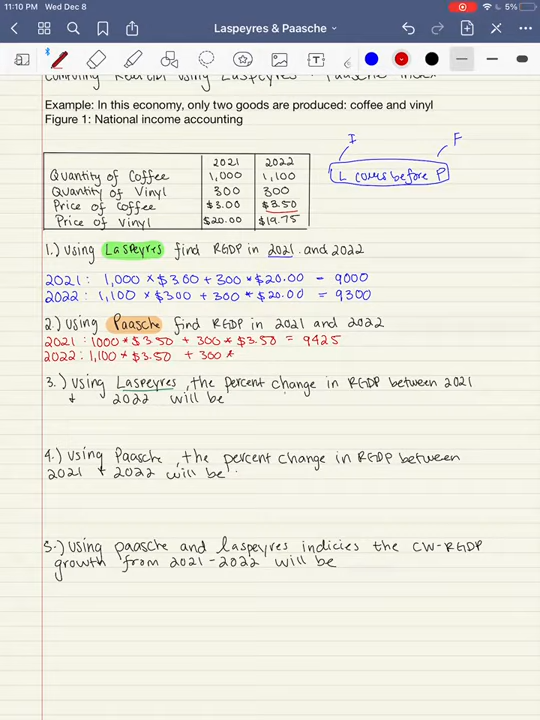 11:10 PM Wed Dec 8
5%
Laspeyres & Paasche
computing Real GDP using Laspeyres + Paasche index
Example: In this economy, only two goods are produced: coffee and vinyl
Figure 1: National income accounting
I F
L comes before P
2021 2022
Quantity of Coffee 1,000 1,100
Quantity of Vinyl 300 300
Price of Coffee $3.00 $3.50
Price of Vinyl $20.00 $19.75
1.) Using Laspeyres find RGDP in 2021 and 2022
2021: 1,000 * $3.00 + 300 * $20.00 = 9000
2022: 1,100 * $3.00 + 300 * $20.00 = 9300
2.) Using Paasche find RGDP in 2021 and 2022
2021: 1000 * $3.50 + 300 * $3.50 = 9425
2022: 1,100 * $3.50 + 300 *
3.) Using Laspeyres, the percent change in RGDP between 2021
+ 2022 will be
4.) Using Paasche, the percent change in RGDP between
2021 + 2022 will be
5.) Using paasche and laspeyres indicies the CW-RGDP
growth from 2021-2022 will be